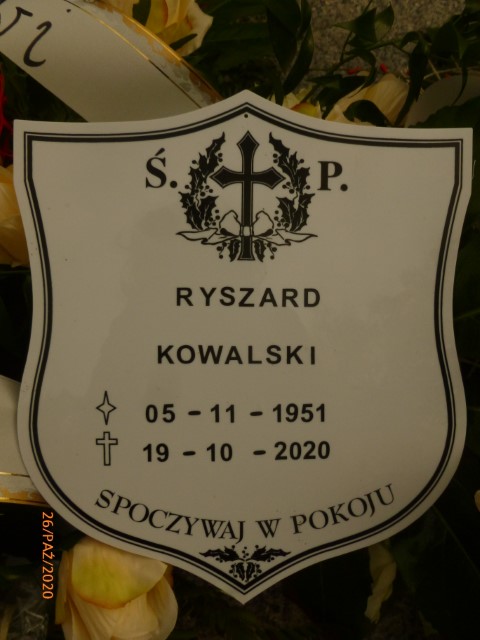 Ś. P.
RYSZARD
KOWALSKI
05 - 11 - 1951
19 - 10 - 2020
SPOCZYWAJ W POKOJU
26/PAŹ/2020